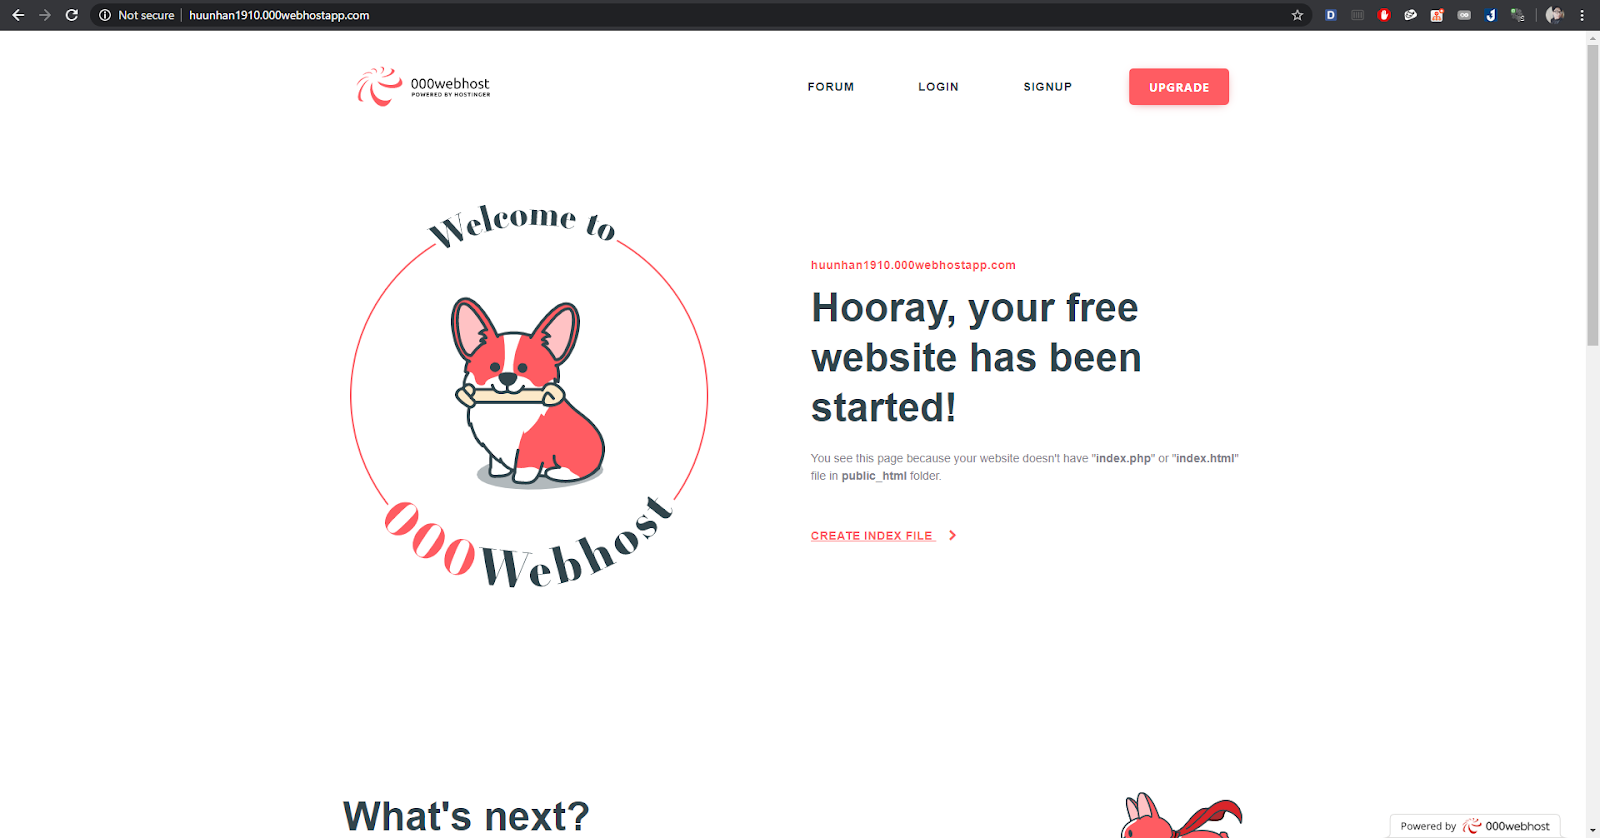 Not secure
huunhan1910.000webhostapp.com
000webhost
POWERED BY HOSTINGER
FORUM
LOGIN
SIGNUP
UPGRADE
Welcome to
000Webhost
huunhan1910.000webhostapp.com
Hooray, your free
website has been
started!
You see this page because your website doesn't have "index.php" or "index.html"
file in public_html folder.
CREATE INDEX FILE
What's next?
Powered by 000webhost